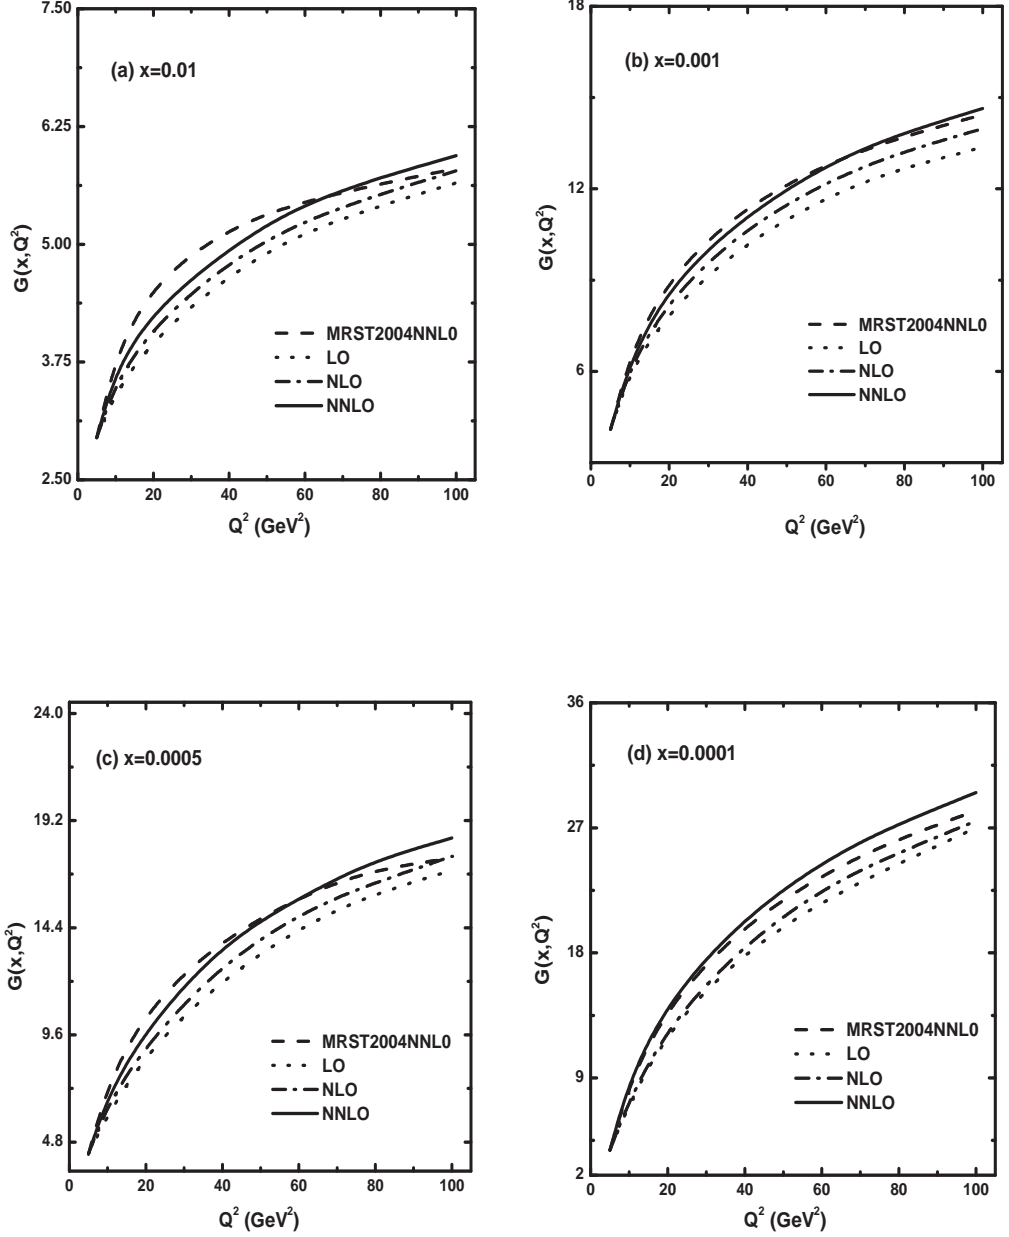 7.50
6.25
5.00
3.75
2.50
G(x,Q²)
(a) x=0.01
MRST2004NNL0
LO
NLO
NNLO
0 20 40 60 80 100
Q² (GeV²)
18
12
6
G(x,Q²)
(b) x=0.001
MRST2004NNL0
LO
NLO
NNLO
0 20 40 60 80 100
Q² (GeV²)
24.0
19.2
14.4
9.6
4.8
G(x,Q²)
(c) x=0.0005
MRST2004NNL0
LO
NLO
NNLO
0 20 40 60 80 100
Q² (GeV²)
36
27
18
9
2
G(x,Q²)
(d) x=0.0001
MRST2004NNL0
LO
NLO
NNLO
0 20 40 60 80 100
Q² (GeV²)